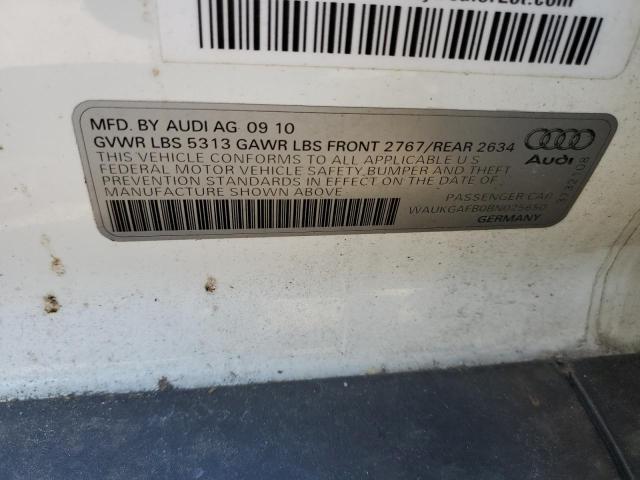 MFD. BY AUDI AG 09 10
GVWR LBS 5313 GAWR LBS FRONT 2767/REAR 2634
THIS VEHICLE CONFORMS TO ALL APPLICABLE
FEDERAL MOTOR VEHICLE SAFETY,BUMPER AND THEFT
PREVENTION STANDARDS IN EFFECT ON THE DATE OF
MANUFACTURE SHOWN ABOVE.
Audi
PASSENGER CAR
WAUKGAFB0BN025650
GERMANY